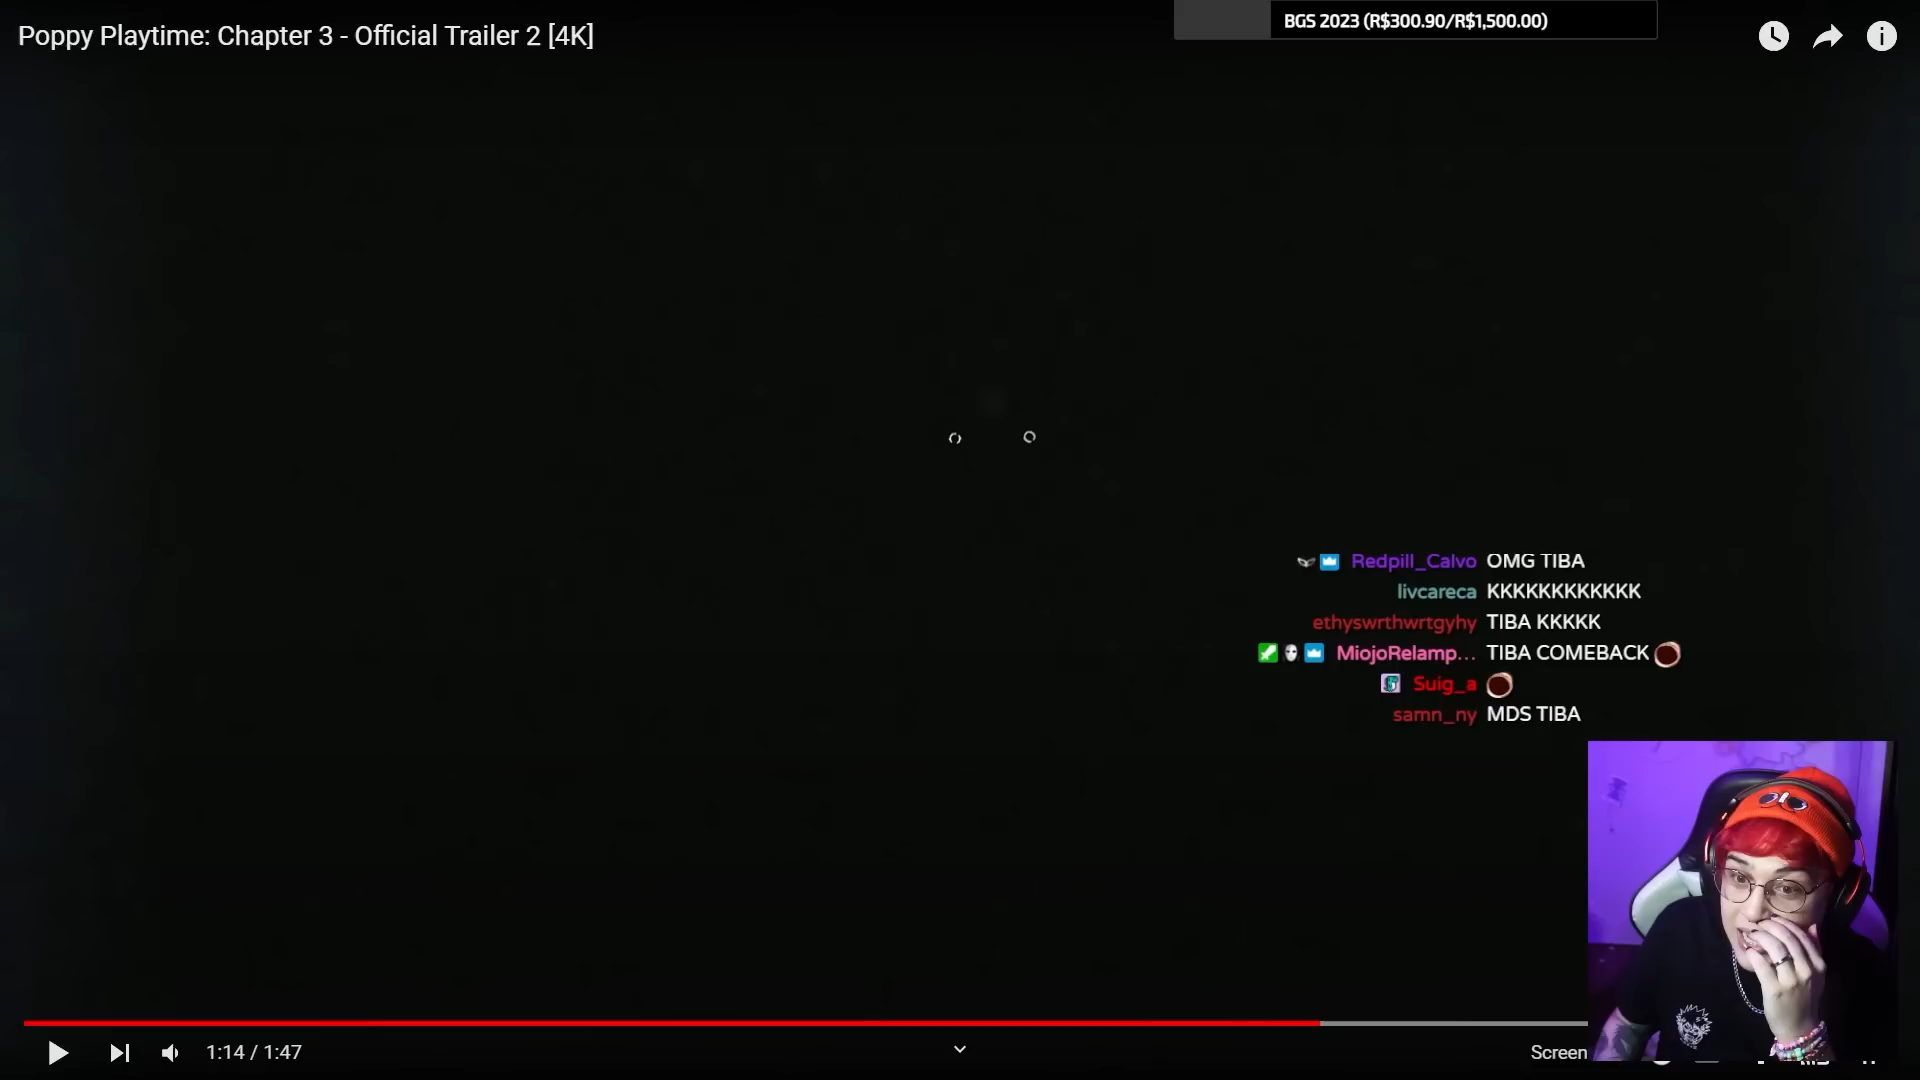 Poppy Playtime: Chapter 3 - Official Trailer 2 [4K]
BGS 2023 (R$300.90/R$1,500.00)
Redpill_Calvo OMG TIBA
livcareca KKKKKKKKKKKK
ethyswrthwrtgyhy TIBA KKKKK
MiojoRelamp... TIBA COMEBACK
Suig_a
samn_ny MDS TIBA
1:14 / 1:47
Screen